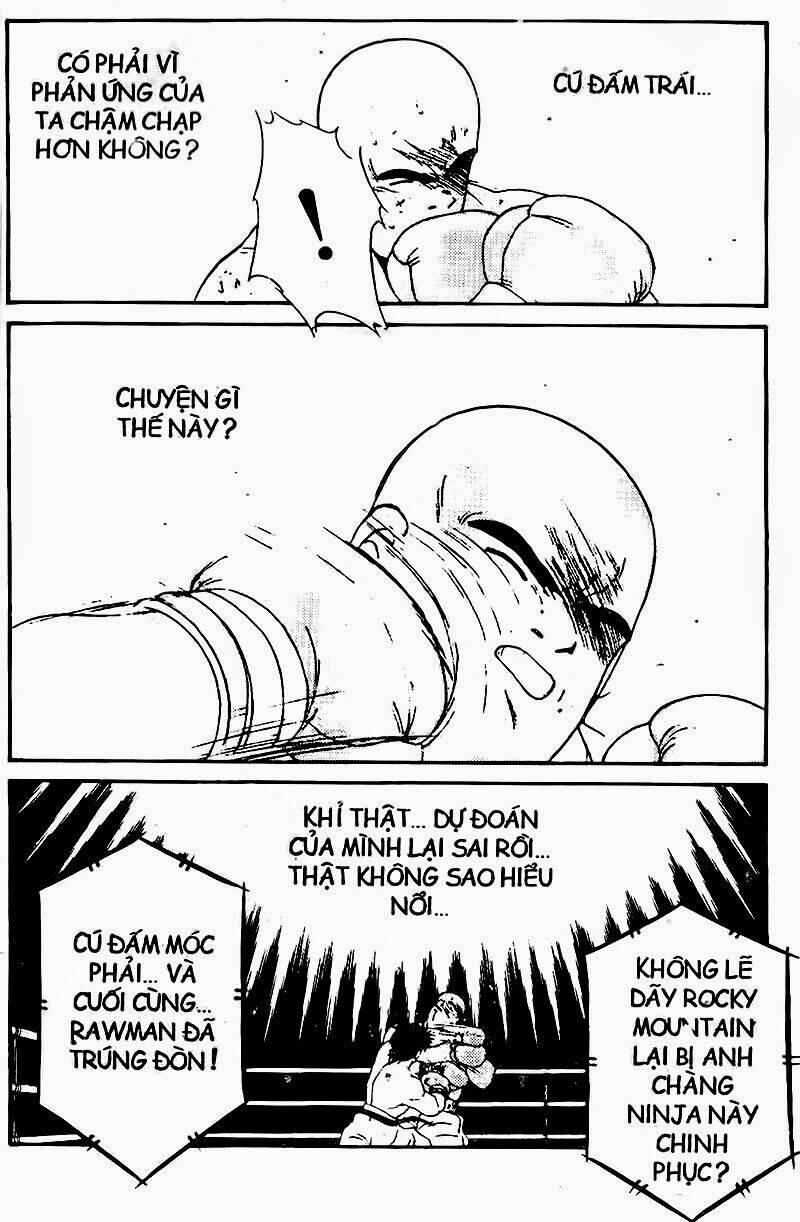 CÓ PHẢI VÌ
PHẢN ỨNG CỦA
TA CHẬM CHẠP
HƠN KHÔNG?
CÚ ĐẤM TRÁI...
!
CHUYỆN GÌ
THẾ NÀY?
KHỈ THẬT... DỰ ĐOÁN
CỦA MÌNH LẠI SAI RỒI...
THẬT KHÔNG SAO HIỂU
NỔI...
CÚ ĐẤM MÓC
PHẢI... VÀ
CUỐI CÙNG...
RAWMAN ĐÃ
TRÚNG ĐÒN!
KHÔNG LẼ
DÃY ROCKY
MOUNTAIN
LẠI BỊ ANH
CHÀNG
NINJA NÀY
CHINH
PHỤC?